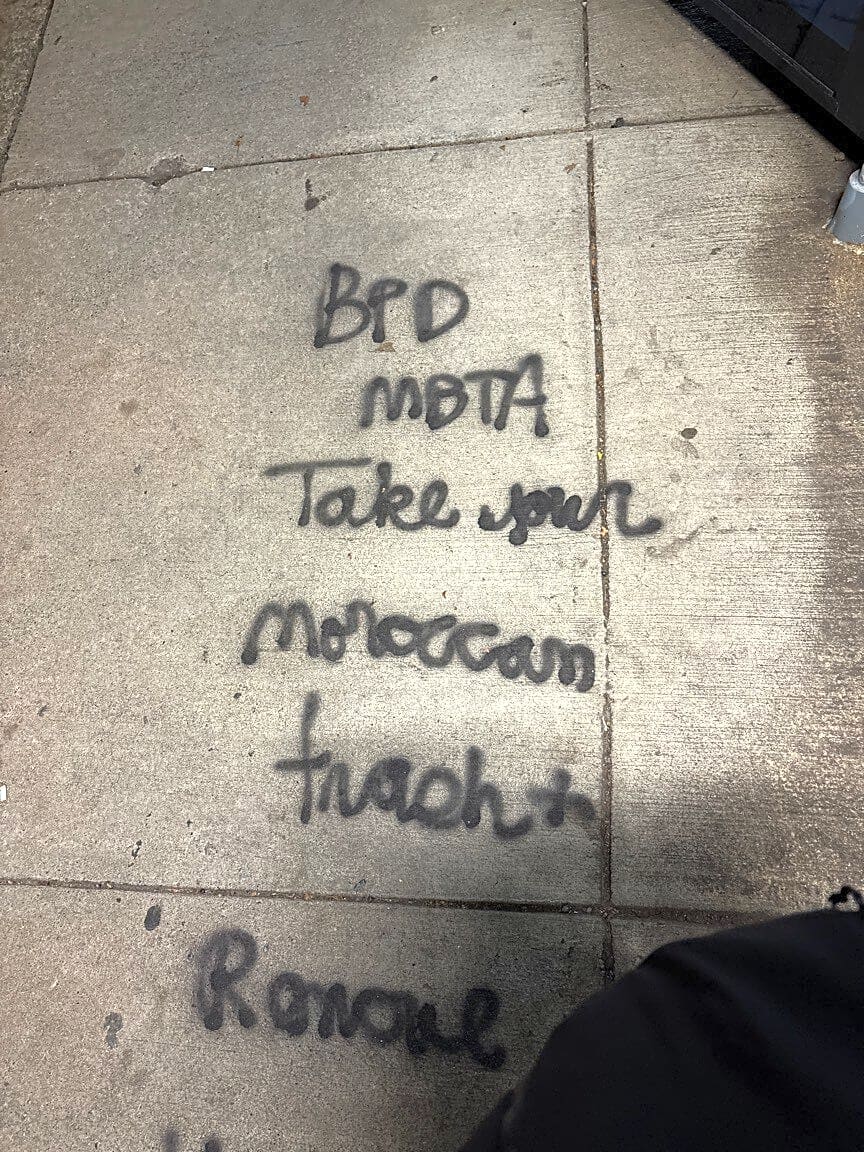 BPD
MBTA
Take your
Moroccan
trash +
Remove